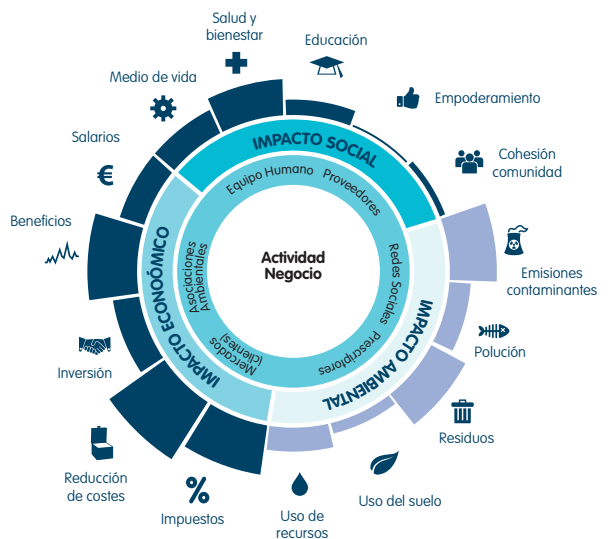 Salud y
bienestar
Educación
Medio de vida
Empoderamiento
Salarios
€
Cohesión
comunidad
Beneficios
IMPACTO SOCIAL
Equipo Humano
Proveedores
Actividad
Negocio
IMPACTO ECONOÓMICO
Asociaciones
Ambientales
Mercados
(clientes)
Redes Sociales
Prescriptores
IMPACTO AMBIENTAL
Emisiones
contaminantes
Polución
Residuos
Uso del suelo
Uso de
recursos
%
Impuestos
Reducción
de costes
Inversión